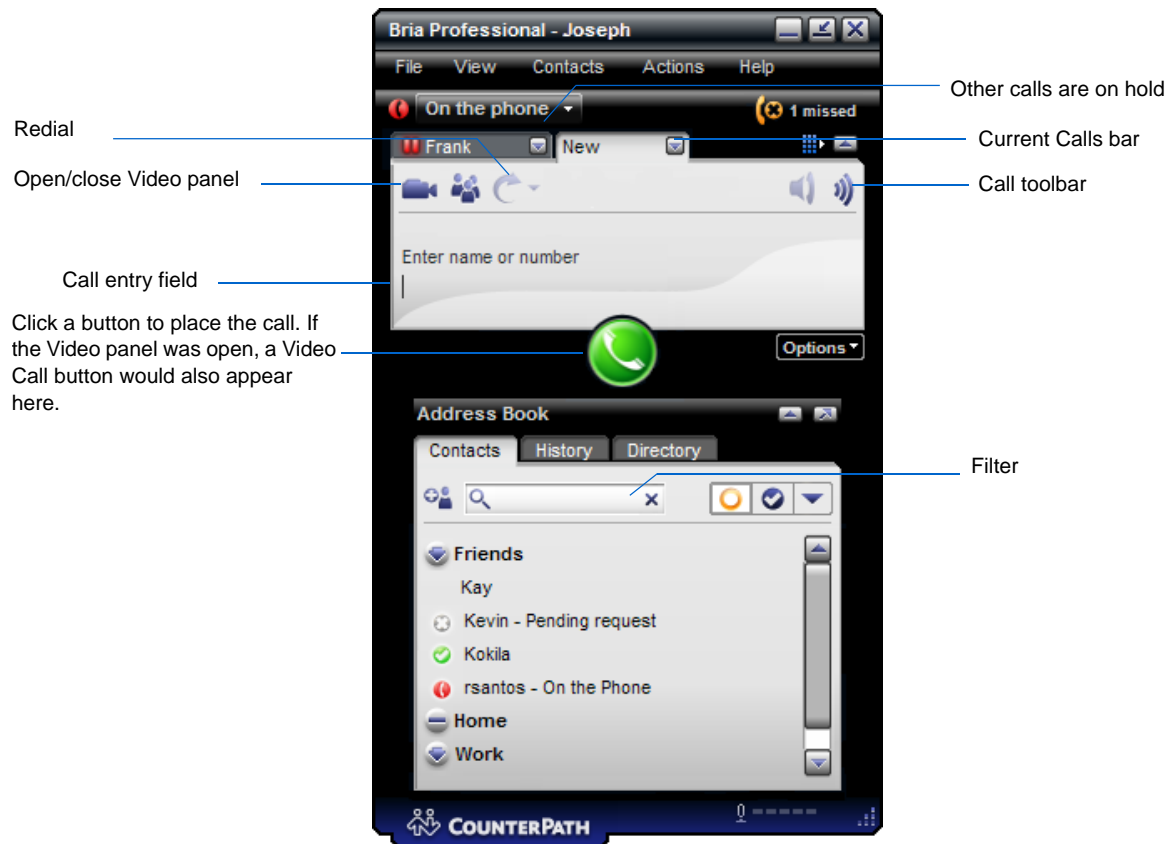 Bria Professional - Joseph
File View Contacts Actions Help
Other calls are on hold
On the phone
1 missed
Redial
Frank
New
Current Calls bar
Open/close Video panel
Call toolbar
Enter name or number
Call entry field
Click a button to place the call. If
the Video panel was open, a Video
Call button would also appear
here.
Options
Address Book
Contacts History Directory
Filter
Friends
Kay
Kevin - Pending request
Kokila
rsantos - On the Phone
Home
Work
COUNTERPATH